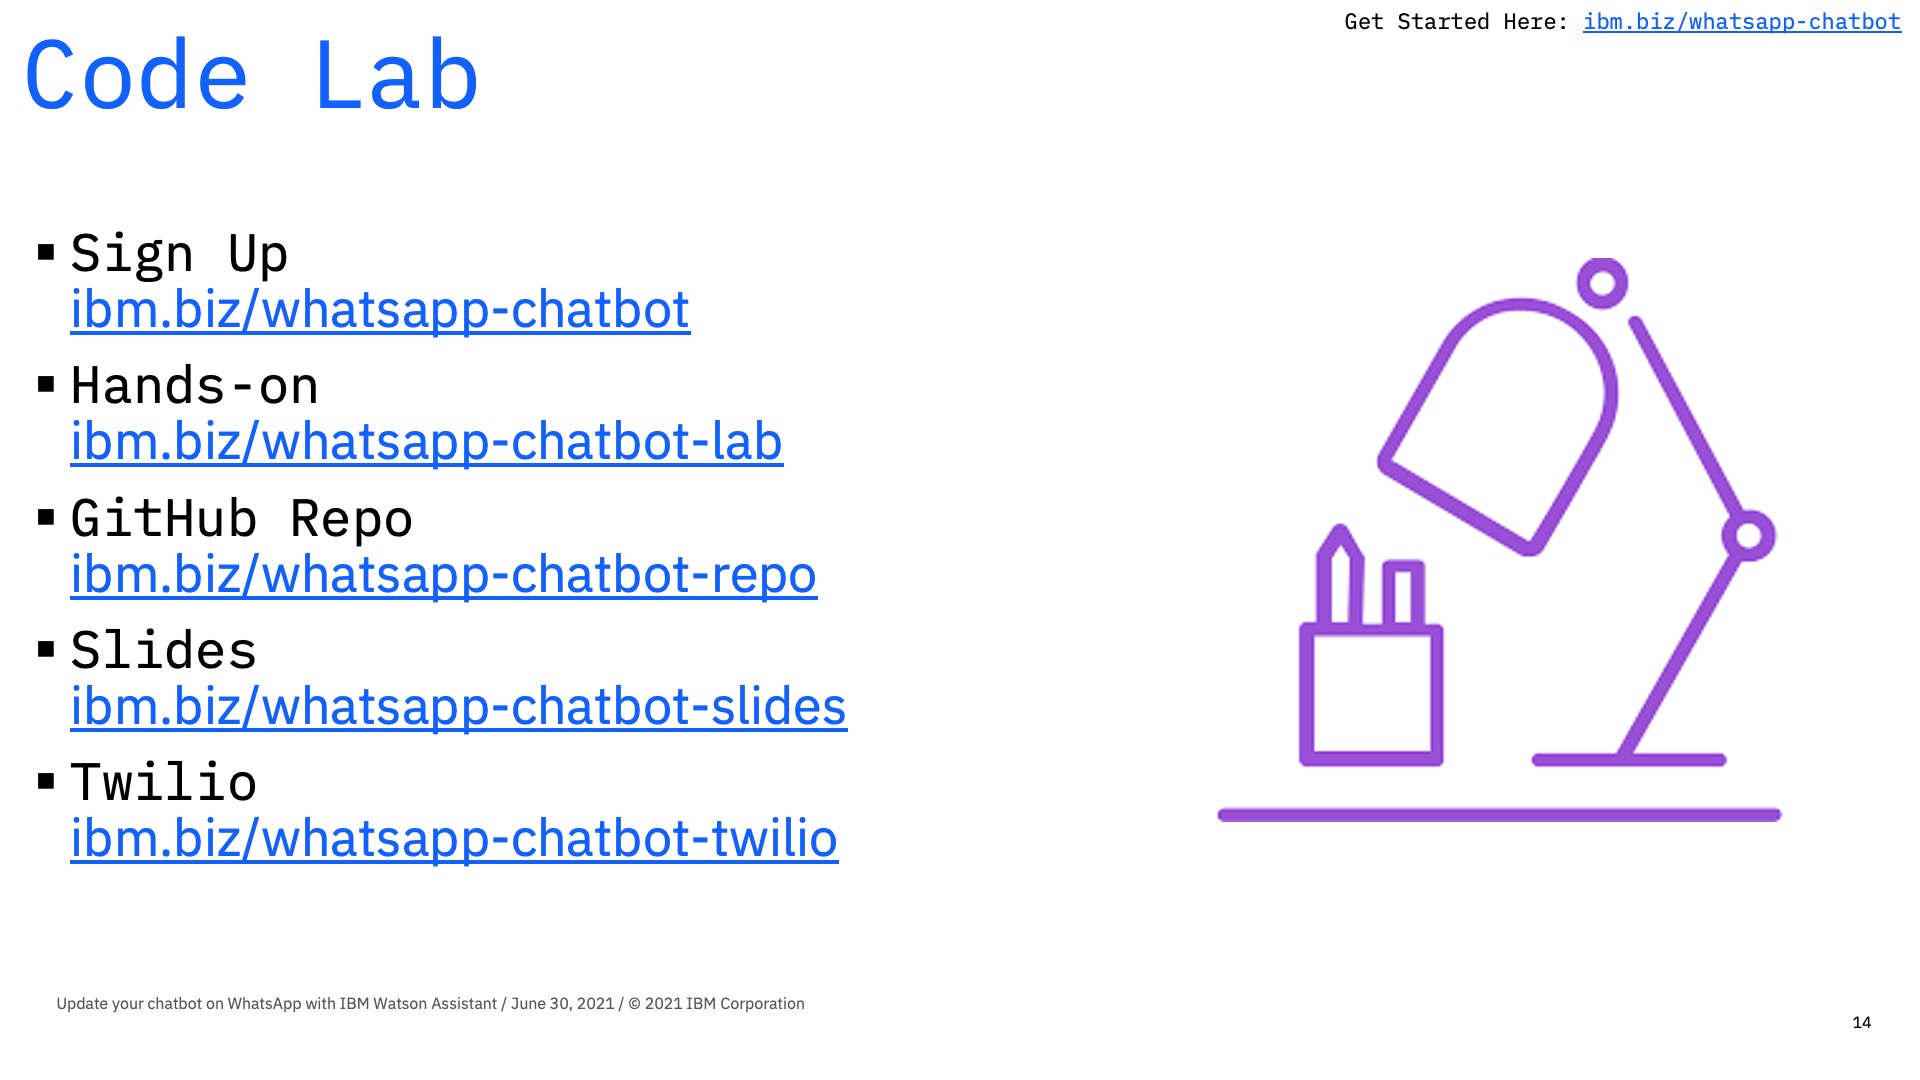 Get Started Here: ibm.biz/whatsapp-chatbot
Code Lab
▪ Sign Up
ibm.biz/whatsapp-chatbot
▪ Hands-on
ibm.biz/whatsapp-chatbot-lab
▪ GitHub Repo
ibm.biz/whatsapp-chatbot-repo
▪ Slides
ibm.biz/whatsapp-chatbot-slides
▪ Twilio
ibm.biz/whatsapp-chatbot-twilio
Update your chatbot on WhatsApp with IBM Watson Assistant / June 30, 2021 / © 2021 IBM Corporation
14